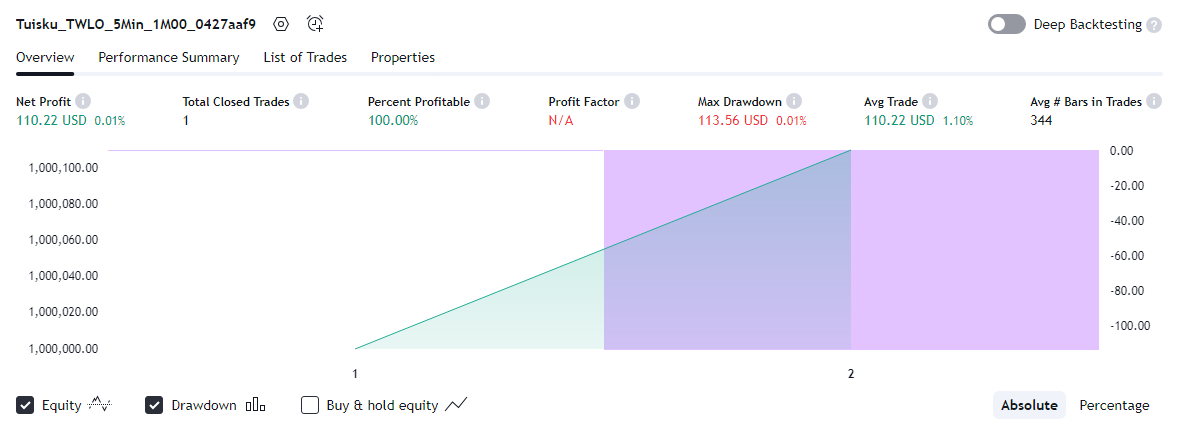 Tuisku_TWLO_5Min_1M00_0427aaf9 Deep Backtesting ?
Overview Performance Summary List of Trades Properties
Net Profit i Total Closed Trades i Percent Profitable i Profit Factor i Max Drawdown i Avg Trade i Avg # Bars in Trades i
110.22 USD 0.01% 1 100.00% N/A 113.56 USD 0.01% 110.22 USD 1.10% 344
0.00
1,000,100.00
-20.00
1,000,080.00
-40.00
1,000,060.00
-60.00
1,000,040.00
-80.00
1,000,020.00
-100.00
1,000,000.00
1 2
Equity Drawdown Buy & hold equity Absolute Percentage